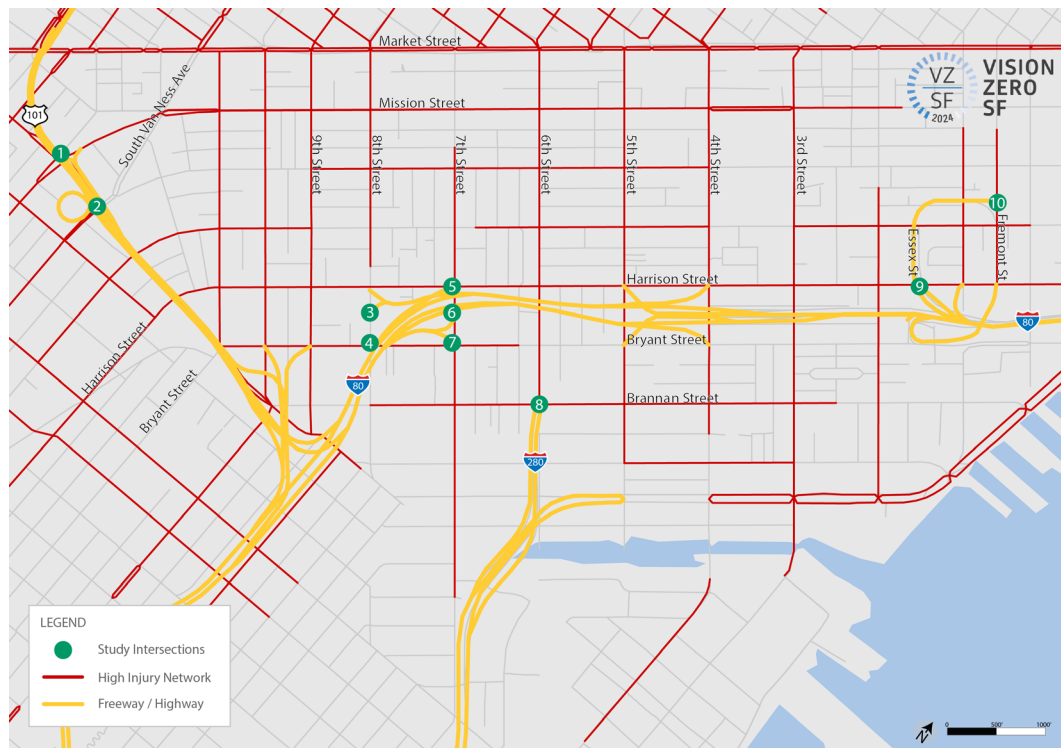 Market Street
South Van Ness Ave
Mission Street
VZ
SF
2024
VISION
ZERO
SF
101
1
2
9th Street
8th Street
7th Street
6th Street
5th Street
4th Street
3rd Street
10
Essex St
Fremont St
Harrison Street
5
9
3
6
80
4
7
Bryant Street
Harrison Street
80
Bryant Street
8
Brannan Street
280
LEGEND
Study Intersections
High Injury Network
Freeway / Highway
N
0
500'
1000'